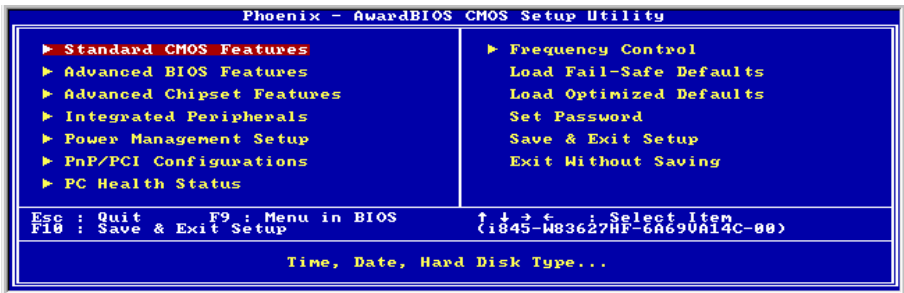 Phoenix - AwardBIOS CMOS Setup Utility
► Standard CMOS Features
► Advanced BIOS Features
► Advanced Chipset Features
► Integrated Peripherals
► Power Management Setup
► PnP/PCI Configurations
► PC Health Status
► Frequency Control
Load Fail-Safe Defaults
Load Optimized Defaults
Set Password
Save & Exit Setup
Exit Without Saving
Esc : Quit F9 : Menu in BIOS ↑ ↓ → ← : Select Item
F10 : Save & Exit Setup (i845-W83627HF-6A69VA14C-00)
Time, Date, Hard Disk Type...